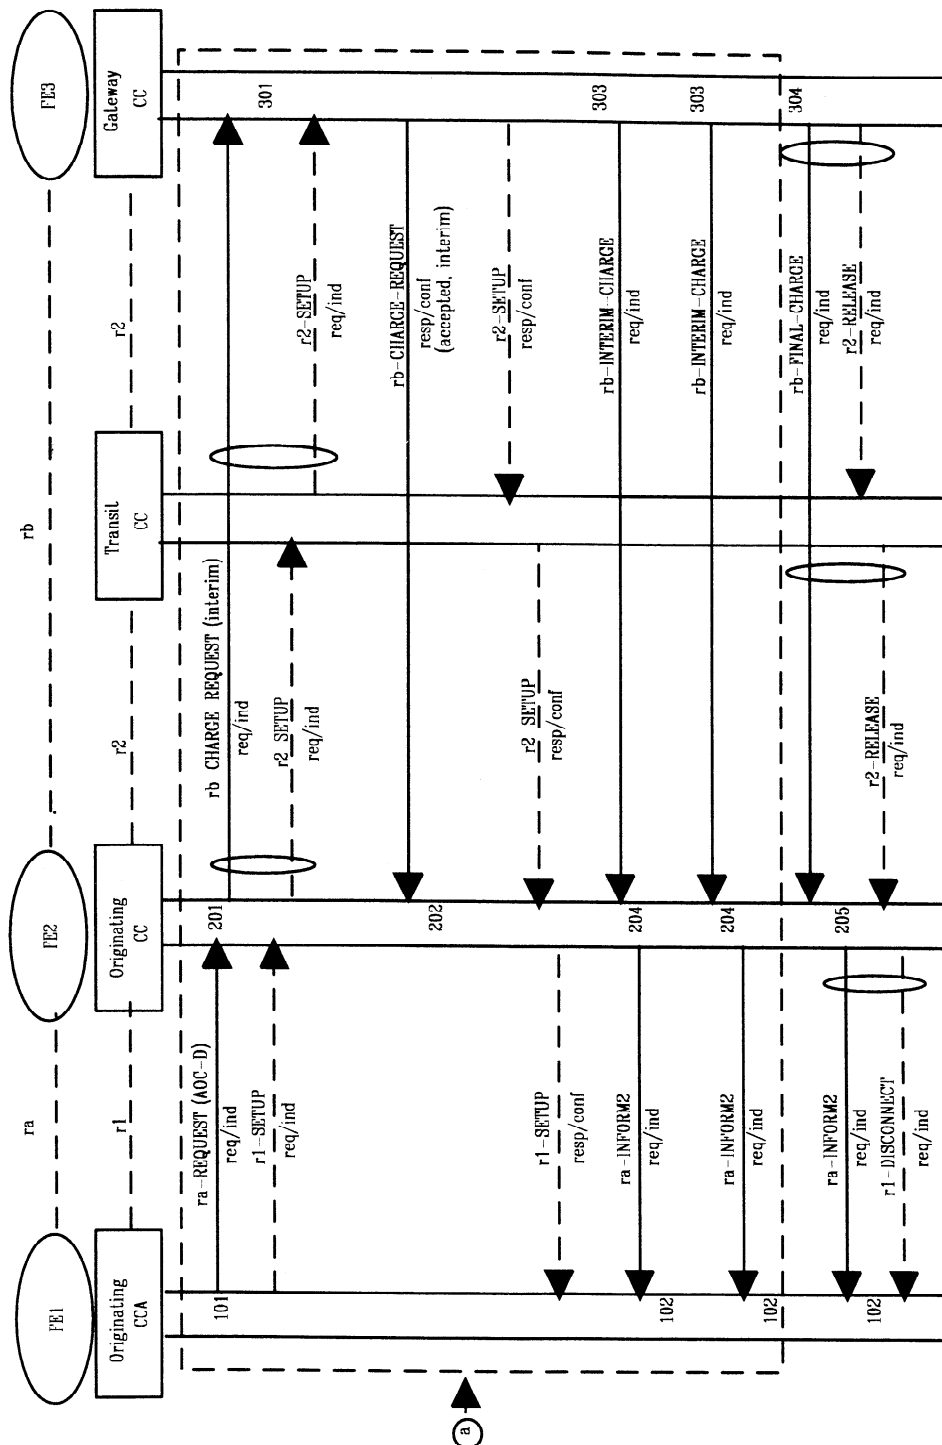 FE1
FE2
FE3
ra
rb
Originating
CCA
Originating
CC
Transit
CC
Gateway
CC
r1
r2
r2
ra-REQUEST (AOC-D)
req/ind
101
201
rb CHARGE REQUEST (interim)
req/ind
301
r1-SETUP
req/ind
r2 SETUP
req/ind
r2-SETUP
req/ind
rb-CHARGE-REQUEST
resp/conf
(accepted, interim)
202
r2-SETUP
resp/conf
r2 SETUP
resp/conf
r1-SETUP
resp/conf
a
rb-INTERIM-CHARGE
req/ind
303
204
ra-INFORM2
req/ind
102
rb-INTERIM-CHARGE
req/ind
303
204
ra-INFORM2
req/ind
102
rb-FINAL-CHARGE
req/ind
304
205
ra-INFORM2
req/ind
102
r2-RELEASE
req/ind
r2-RELEASE
req/ind
r1-DISCONNECT
req/ind